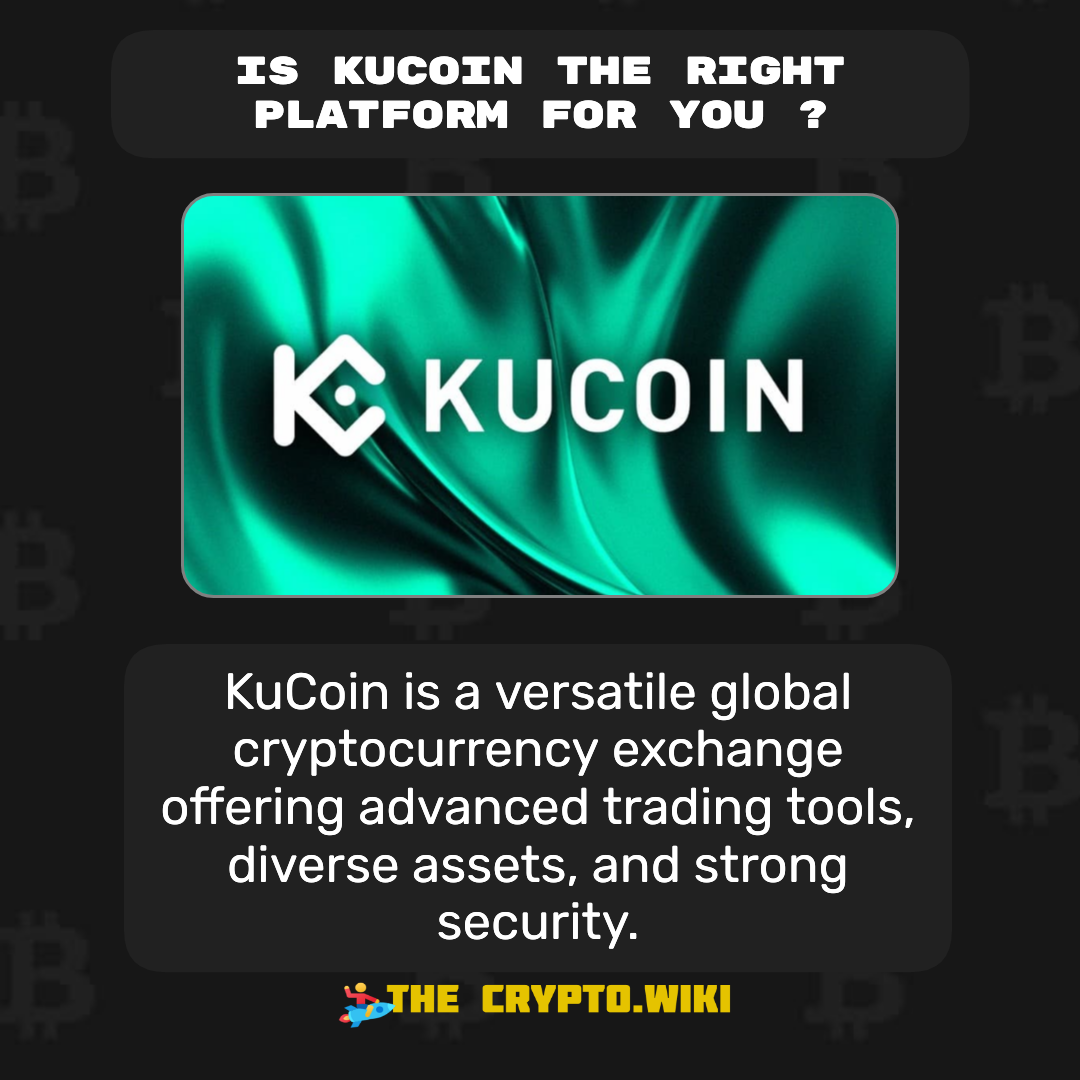 IS KUCOIN THE RIGHT
PLATFORM FOR YOU ?
KUCOIN
KuCoin is a versatile global
cryptocurrency exchange
offering advanced trading tools,
diverse assets, and strong
security.
THE CRYPTO.WIKI